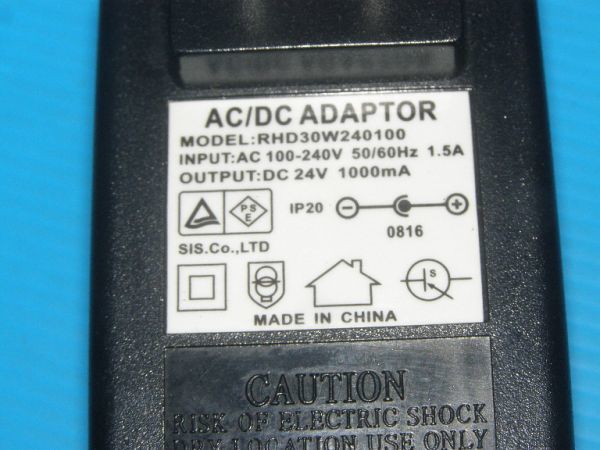 AC/DC ADAPTOR
MODEL:RHD30W240100
INPUT:AC 100-240V 50/60Hz 1.5A
OUTPUT:DC 24V 1000mA
PS
E
IP20
0816
SIS.Co.,LTD
S
MADE IN CHINA
CAUTION
RISK OF ELECTRIC SHOCK
DRY LOCATION USE ONLY